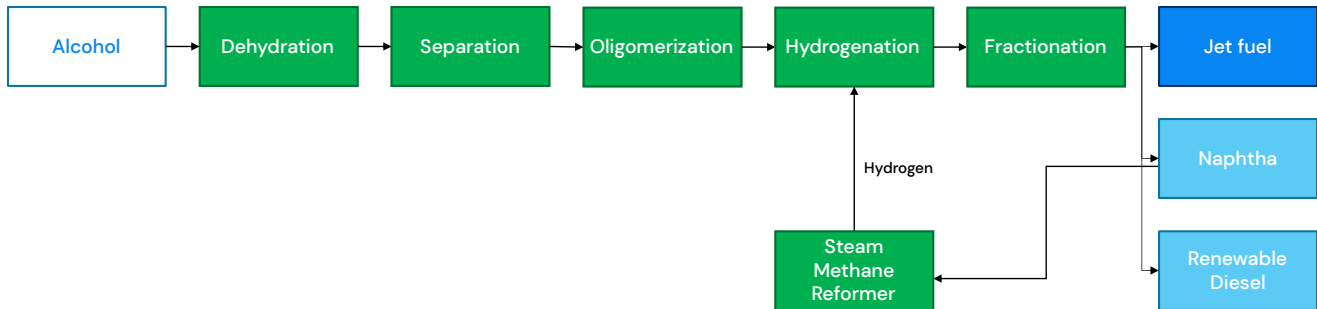 Alcohol
Dehydration
Separation
Oligomerization
Hydrogenation
Fractionation
Jet fuel
Naphtha
Hydrogen
Steam
Methane
Reformer
Renewable
Diesel